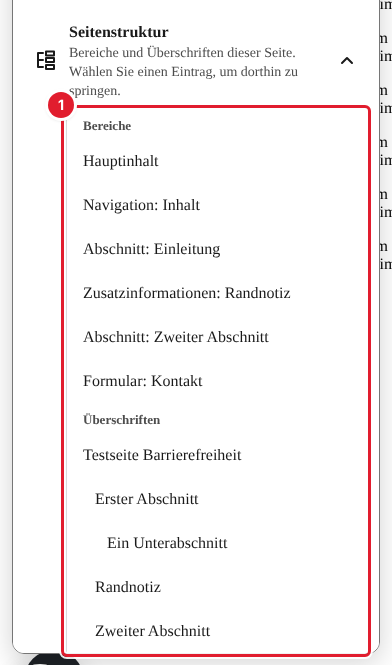 Seitenstruktur
Bereiche und Überschriften dieser Seite.
Wählen Sie einen Eintrag, um dorthin zu
springen.
1
Bereiche
Hauptinhalt
Navigation: Inhalt
Abschnitt: Einleitung
Zusatzinformationen: Randnotiz
Abschnitt: Zweiter Abschnitt
Formular: Kontakt
Überschriften
Testseite Barrierefreiheit
Erster Abschnitt
Ein Unterabschnitt
Randnotiz
Zweiter Abschnitt